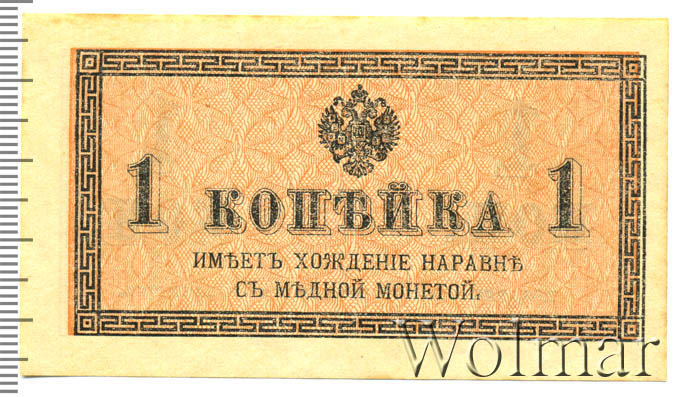 1 КОПѢЙКА 1
ИМѢЕТЪ ХОЖДЕНІЕ НАРАВНѢ
СЪ МѢДНОЙ МОНЕТОЙ.
Wolmar